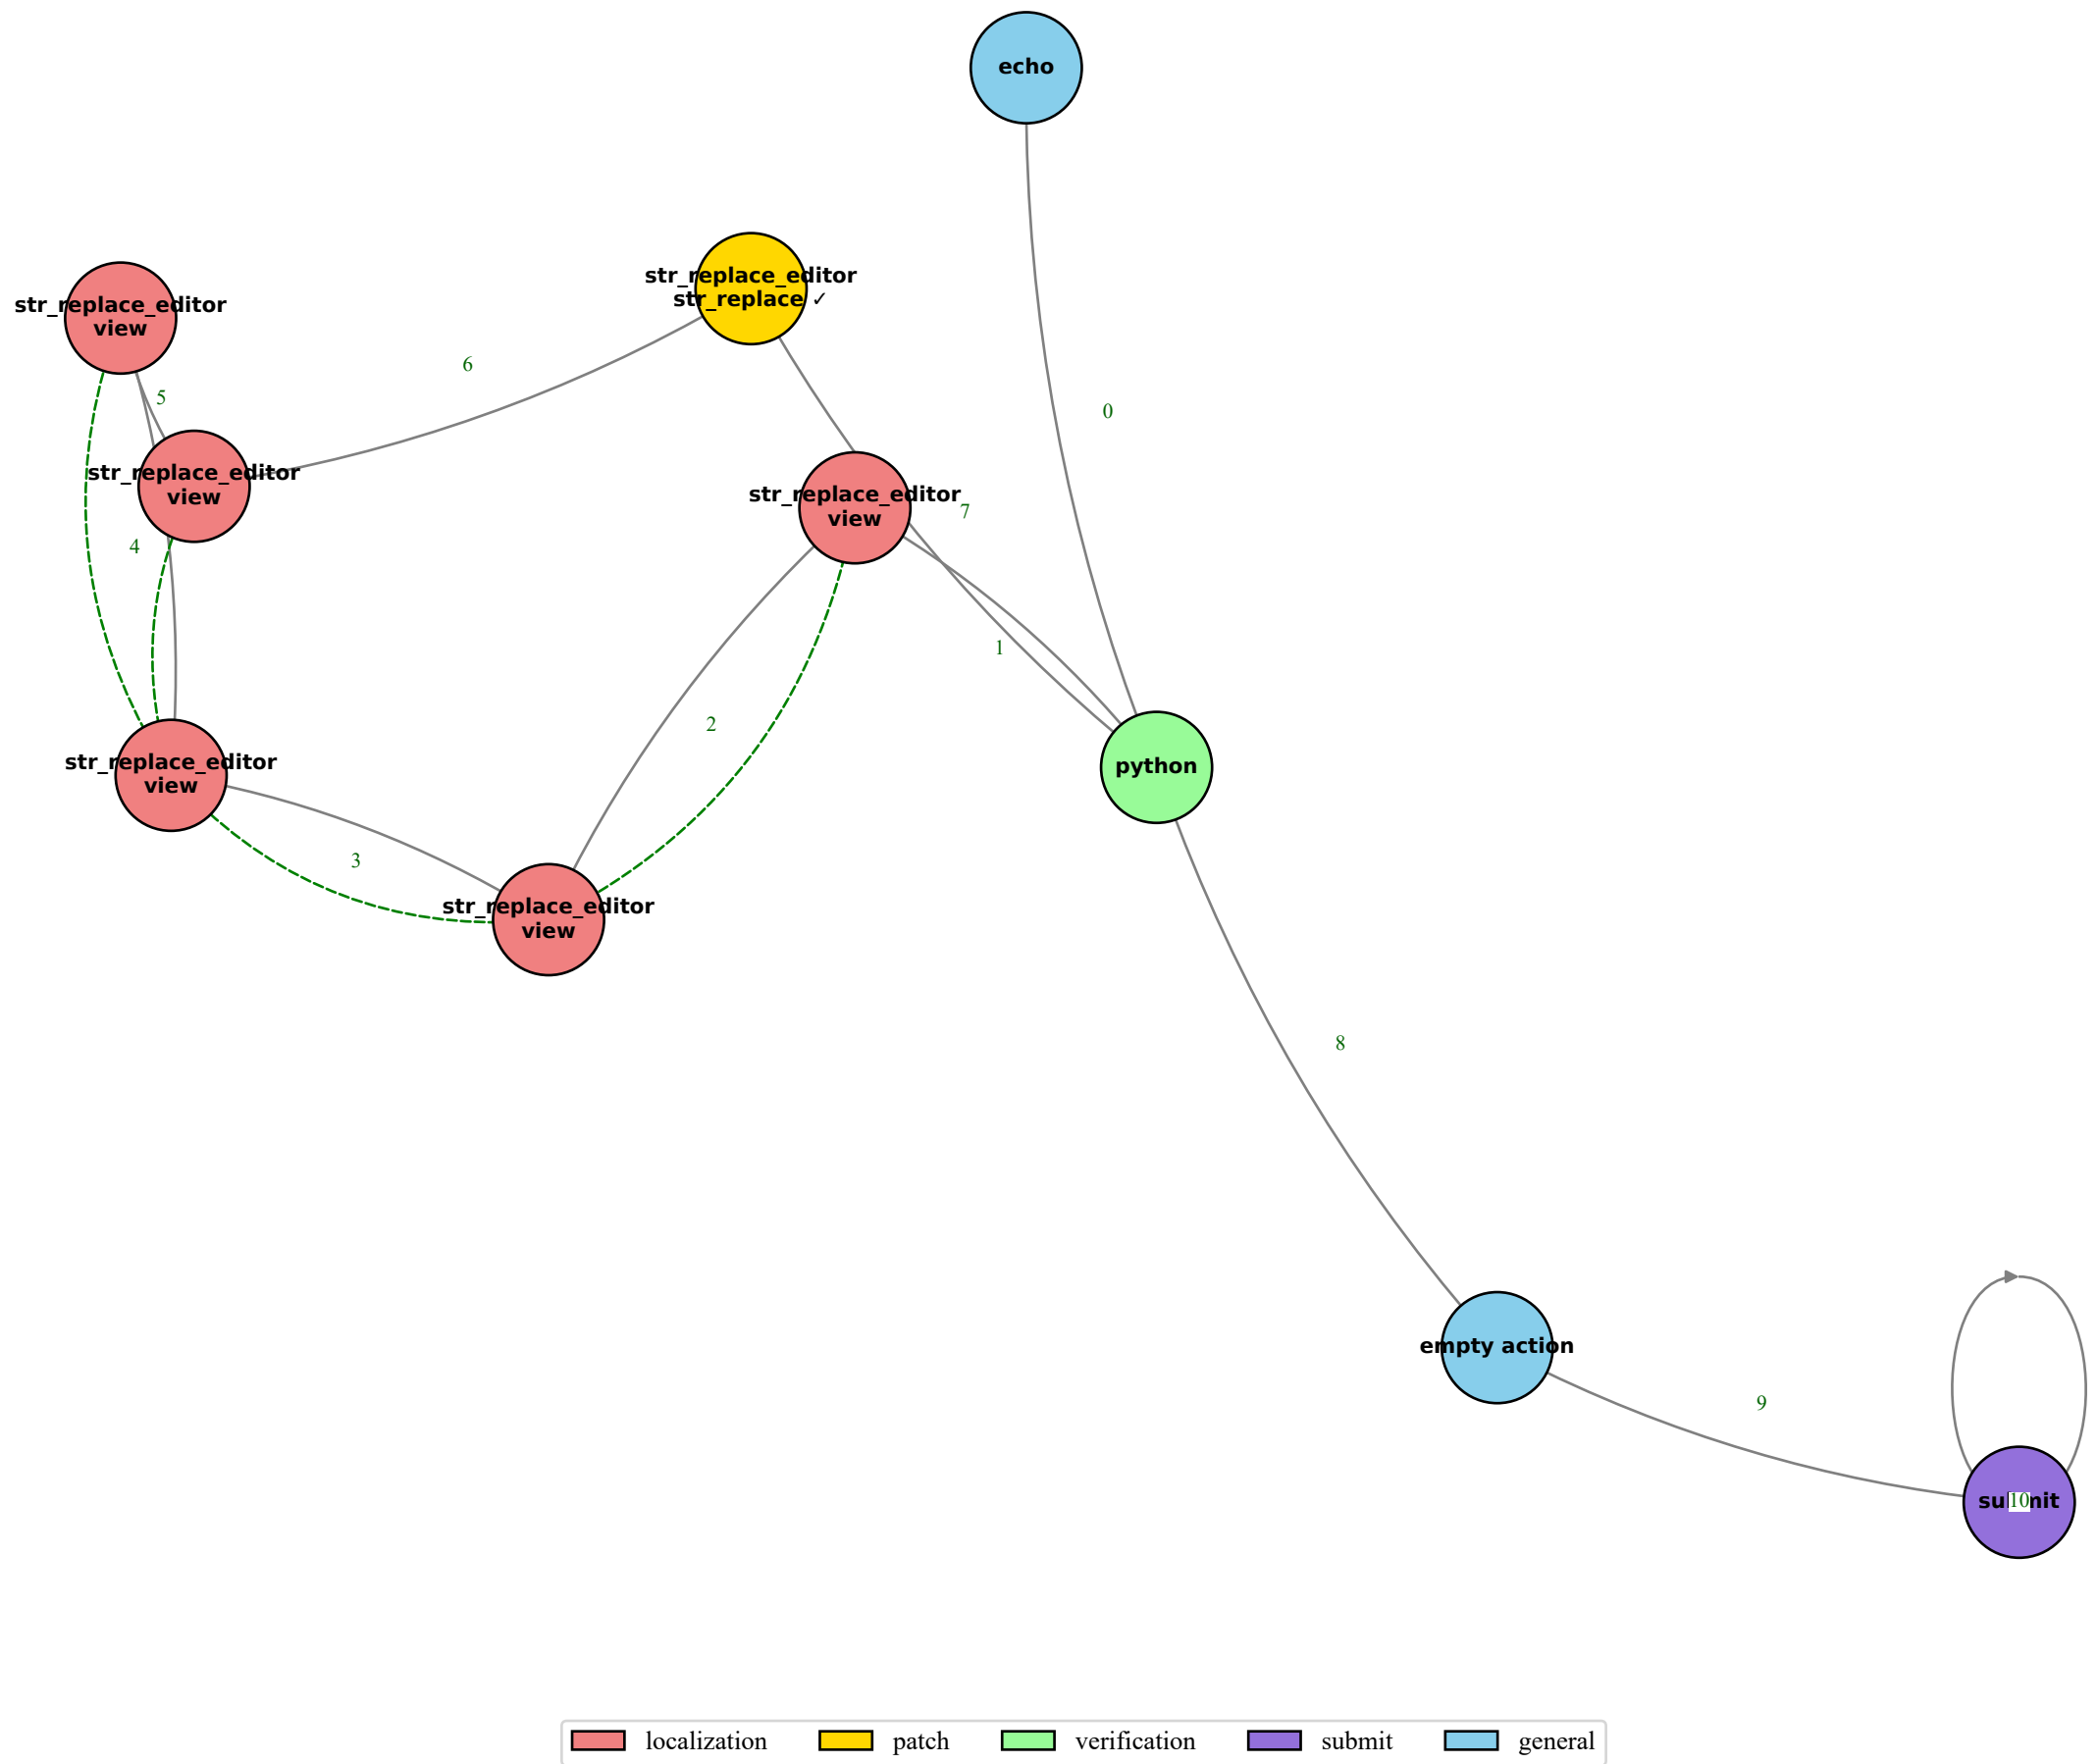 echo
str_replace_editor
str_replace ✓
str_replace_editor
view
6
5
0
str_replace_editor
view
str_replace_editor
view
7
4
1
2
str_replace_editor
view
python
3
str_replace_editor
view
8
empty action
9
submit
10
localization patch verification submit general